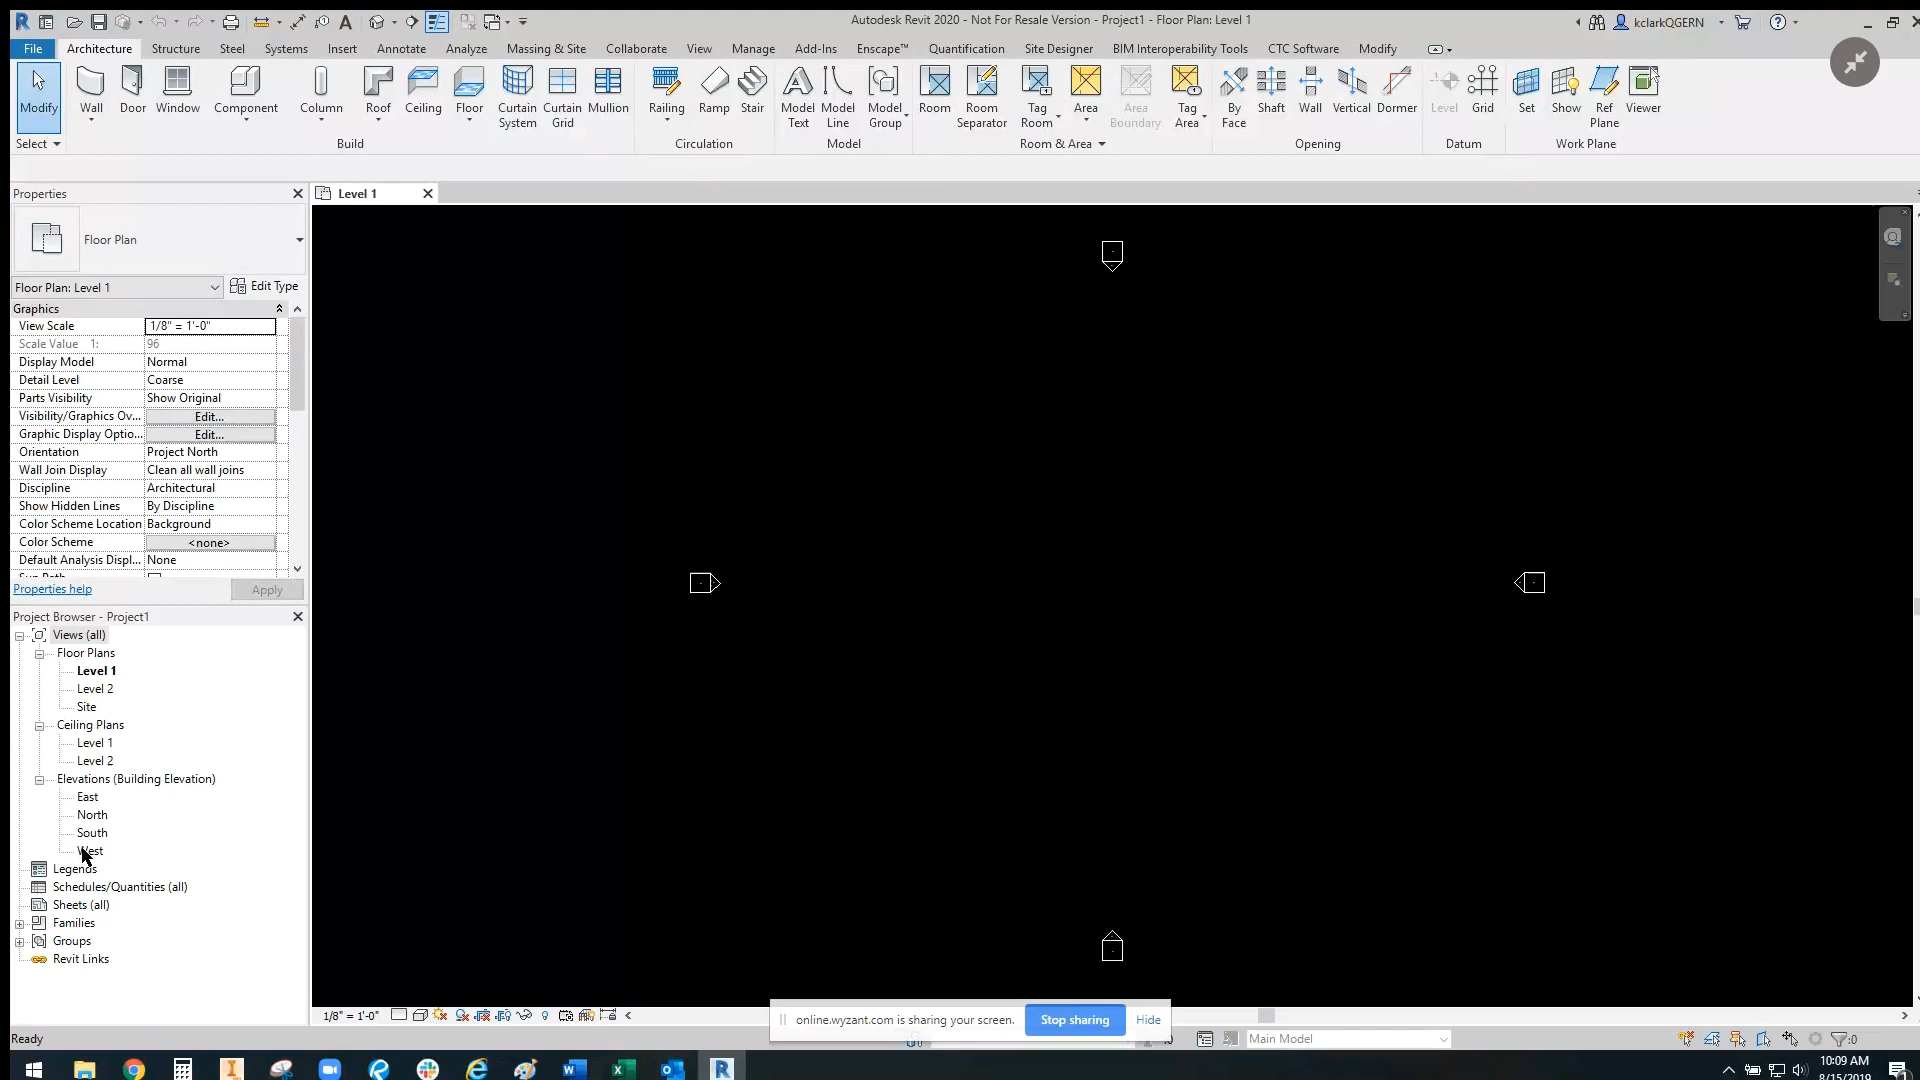 Autodesk Revit 2020 - Not For Resale Version - Project1 - Floor Plan: Level 1
kclarkQGERN
File Architecture Structure Steel Systems Insert Annotate Analyze Massing & Site Collaborate View Manage Add-Ins Enscape™ Quantification Site Designer BIM Interoperability Tools CTC Software Modify
Modify Wall Door Window Component Column Roof Ceiling Floor Curtain System Curtain Grid Mullion Railing Ramp Stair Model Text Model Line Model Group Room Room Separator Tag Room Area Area Boundary Tag Area By Face Shaft Wall Vertical Dormer Level Grid Set Show Ref Plane Viewer
Select Build Circulation Model Room & Area Opening Datum Work Plane
Properties
Level 1
Floor Plan
Floor Plan: Level 1 Edit Type
Graphics
View Scale 1/8" = 1'-0"
Scale Value 1: 96
Display Model Normal
Detail Level Coarse
Parts Visibility Show Original
Visibility/Graphics Ov... Edit...
Graphic Display Optio... Edit...
Orientation Project North
Wall Join Display Clean all wall joins
Discipline Architectural
Show Hidden Lines By Discipline
Color Scheme Location Background
Color Scheme <none>
Default Analysis Displ... None
Properties help Apply
Project Browser - Project1
Views (all)
Floor Plans
Level 1
Level 2
Site
Ceiling Plans
Level 1
Level 2
Elevations (Building Elevation)
East
North
South
West
Legends
Schedules/Quantities (all)
Sheets (all)
Families
Groups
Revit Links
1/8" = 1'-0"
online.wyzant.com is sharing your screen. Stop sharing Hide
Ready
Main Model
:0
10:09 AM
8/15/2019